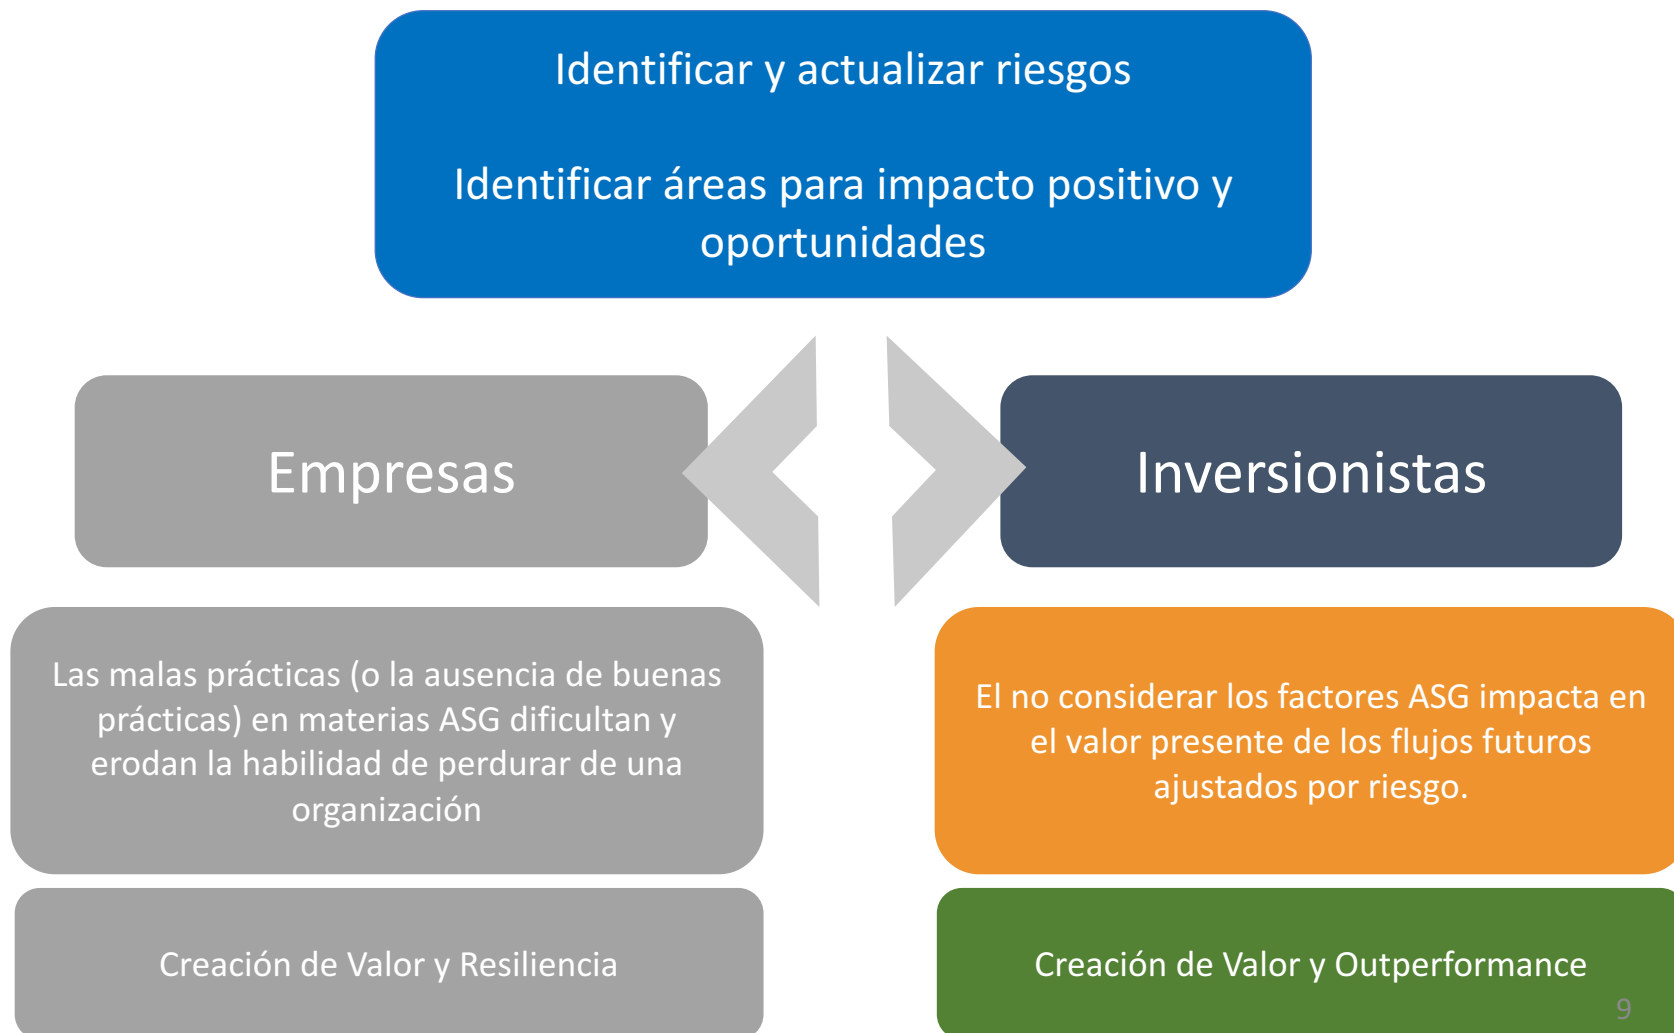 Identificar y actualizar riesgos
Identificar áreas para impacto positivo y
oportunidades
Empresas
Inversionistas
Las malas prácticas (o la ausencia de buenas
prácticas) en materias ASG dificultan y
erodan la habilidad de perdurar de una
organización
El no considerar los factores ASG impacta en
el valor presente de los flujos futuros
ajustados por riesgo.
Creación de Valor y Resiliencia
Creación de Valor y Outperformance
9